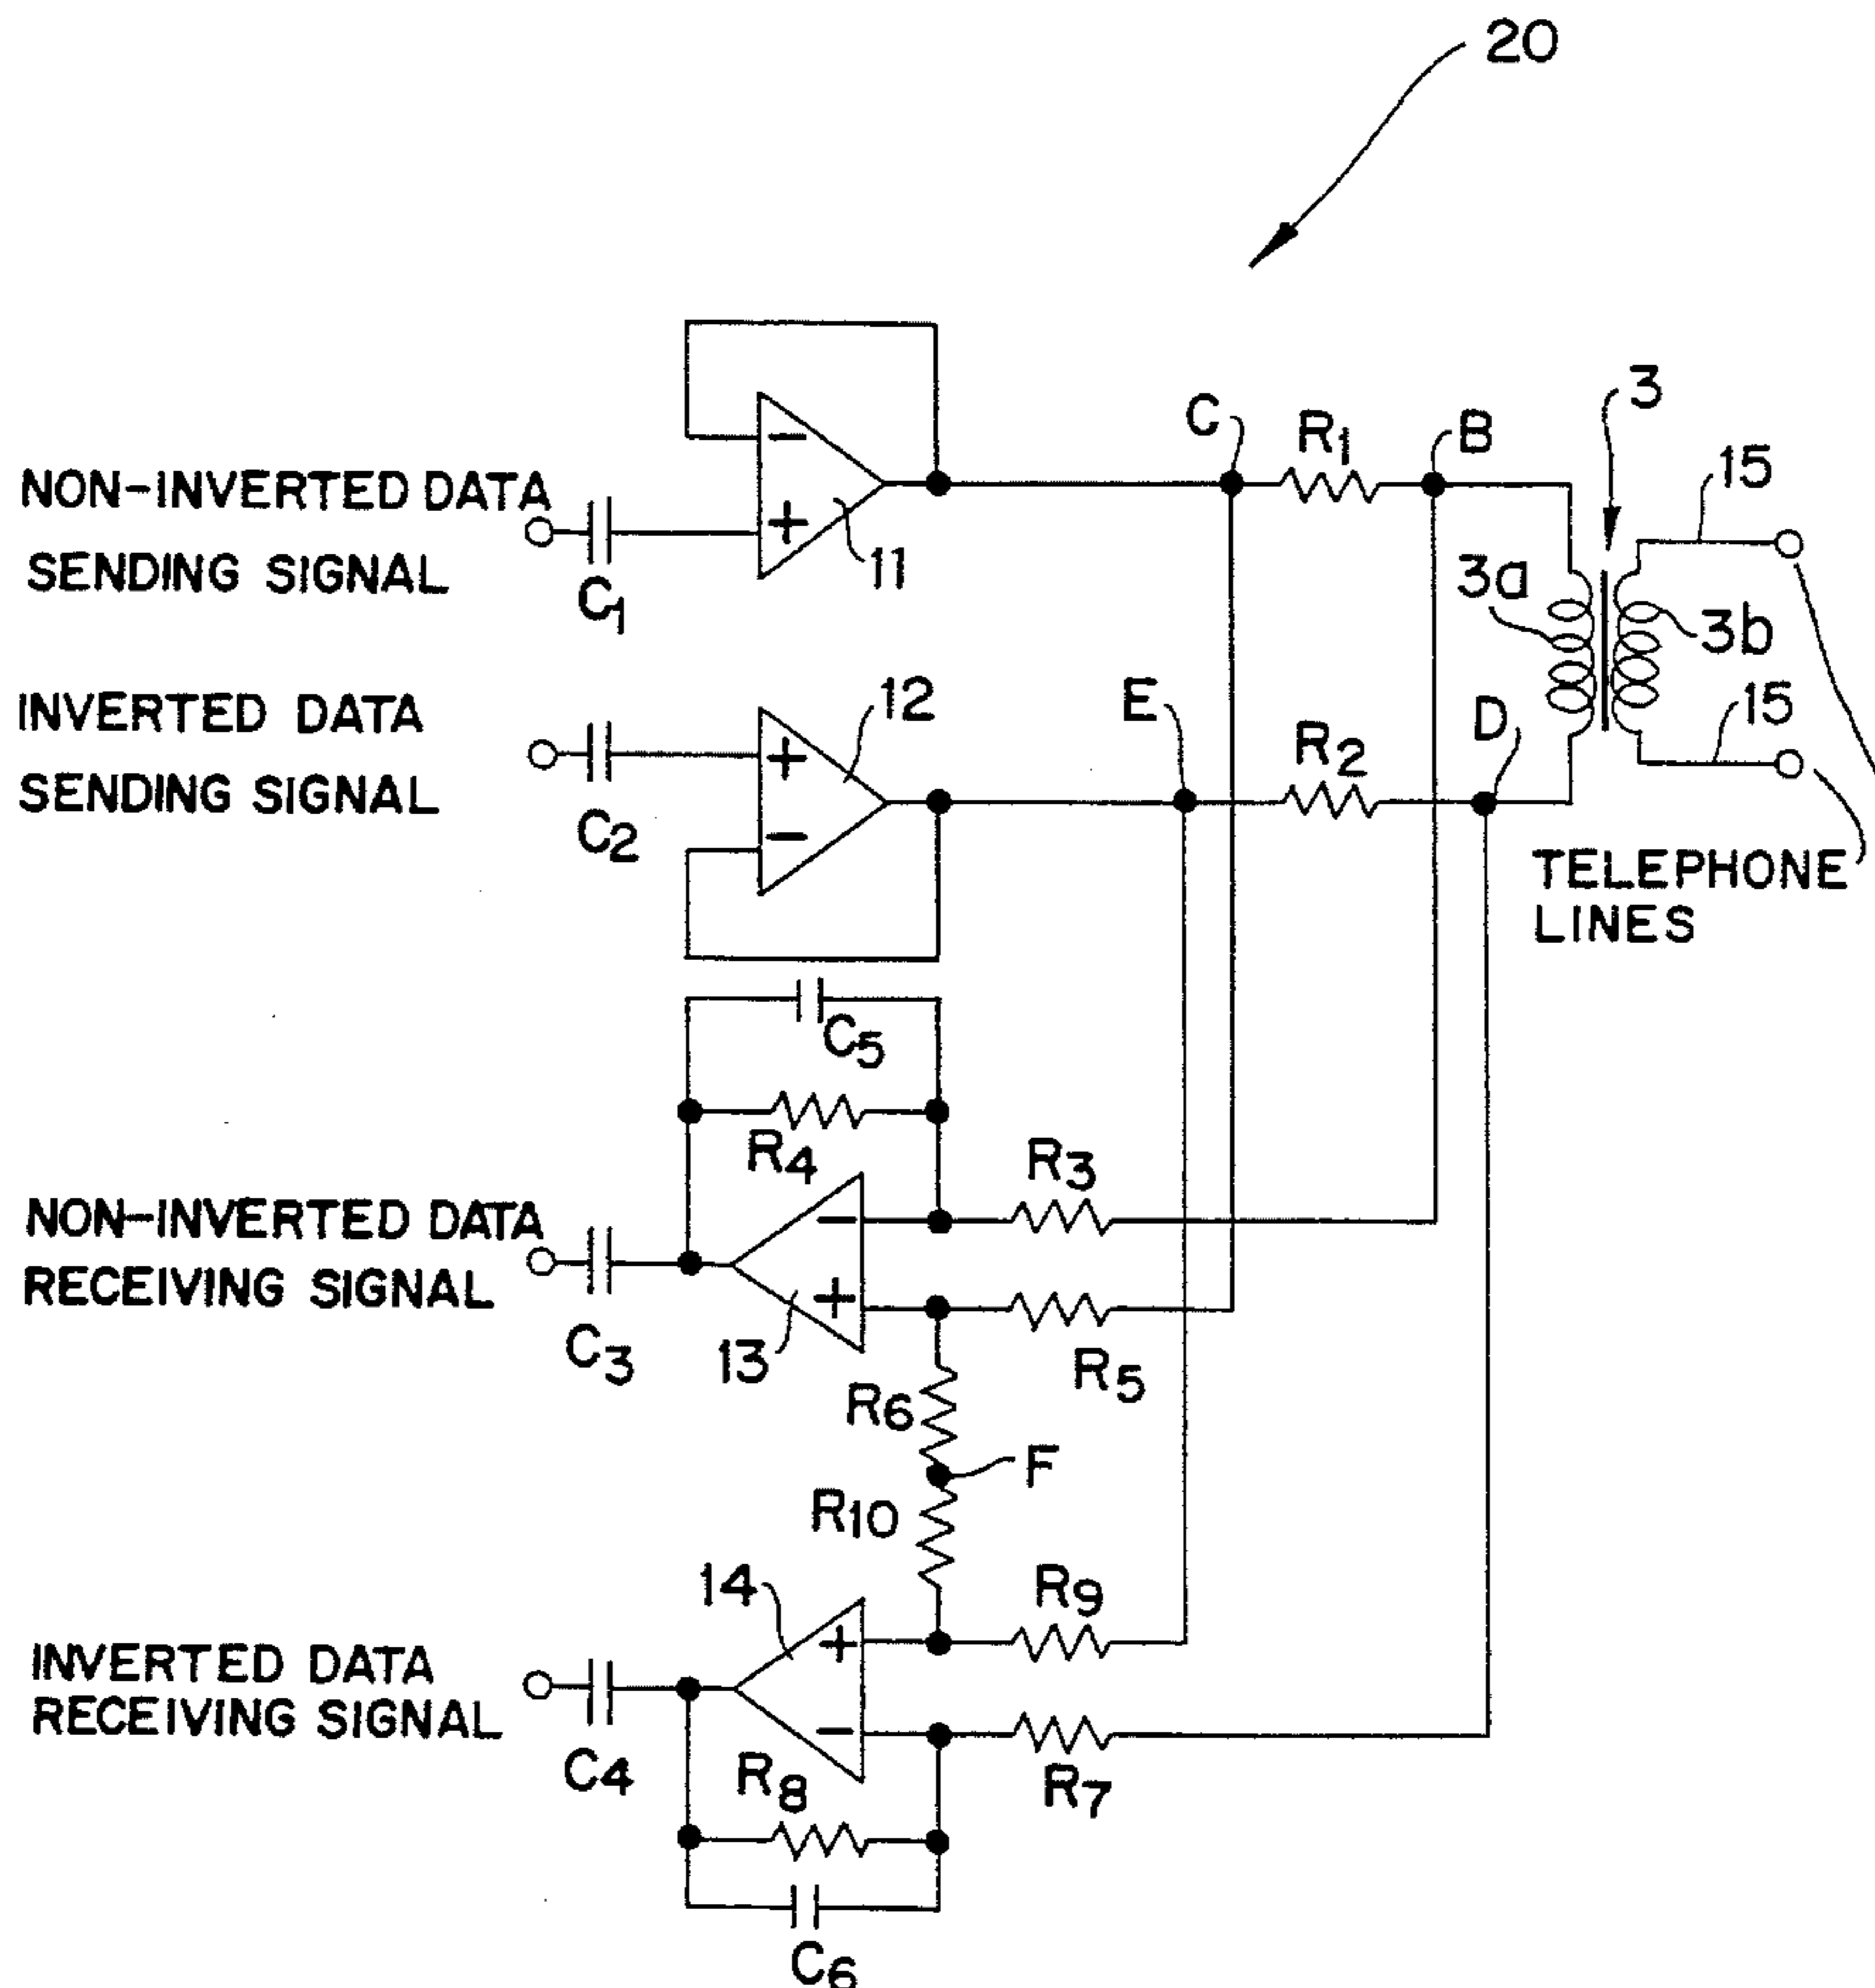 20
NON-INVERTED DATA
SENDING SIGNAL
C1
11
C
R1
B
3
15
3a
3b
INVERTED DATA
SENDING SIGNAL
C2
12
E
R2
D
15
TELEPHONE
LINES
C5
R4
R3
NON-INVERTED DATA
RECEIVING SIGNAL
C3
13
R5
R6
F
R10
14
R9
INVERTED DATA
RECEIVING SIGNAL
C4
R8
R7
C6